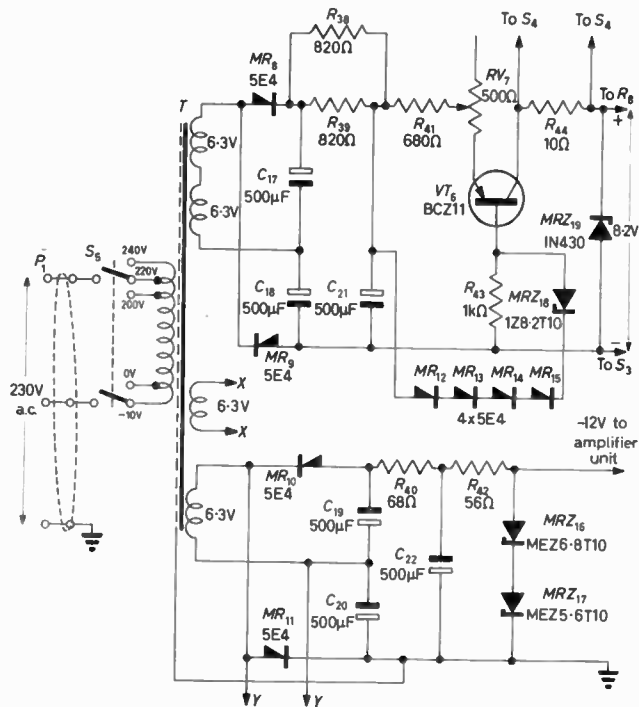 R38
820Ω
To S4
To S4
MR8
5E4
RV7
500Ω
To R8
+
T
R39
820Ω
R41
680Ω
R44
10Ω
6·3V
C17
500μF
VT6
BCZ11
MRZ19
IN430
8·2V
6·3V
P1
S5
240V
220V
200V
C18
500μF
C21
500μF
R43
1kΩ
MRZ18
1Z8·2T10
−
To S3
MR9
5E4
0V
230V
a.c.
-10V
X
6·3V
X
MR12
MR13
MR14
MR15
4x5E4
-12V to
amplifier
unit
MR10
5E4
R40
68Ω
R42
56Ω
6·3V
C19
500μF
C22
500μF
MRZ16
MEZ6·8T10
C20
500μF
MRZ17
MEZ5·6T10
MR11
5E4
Y
Y